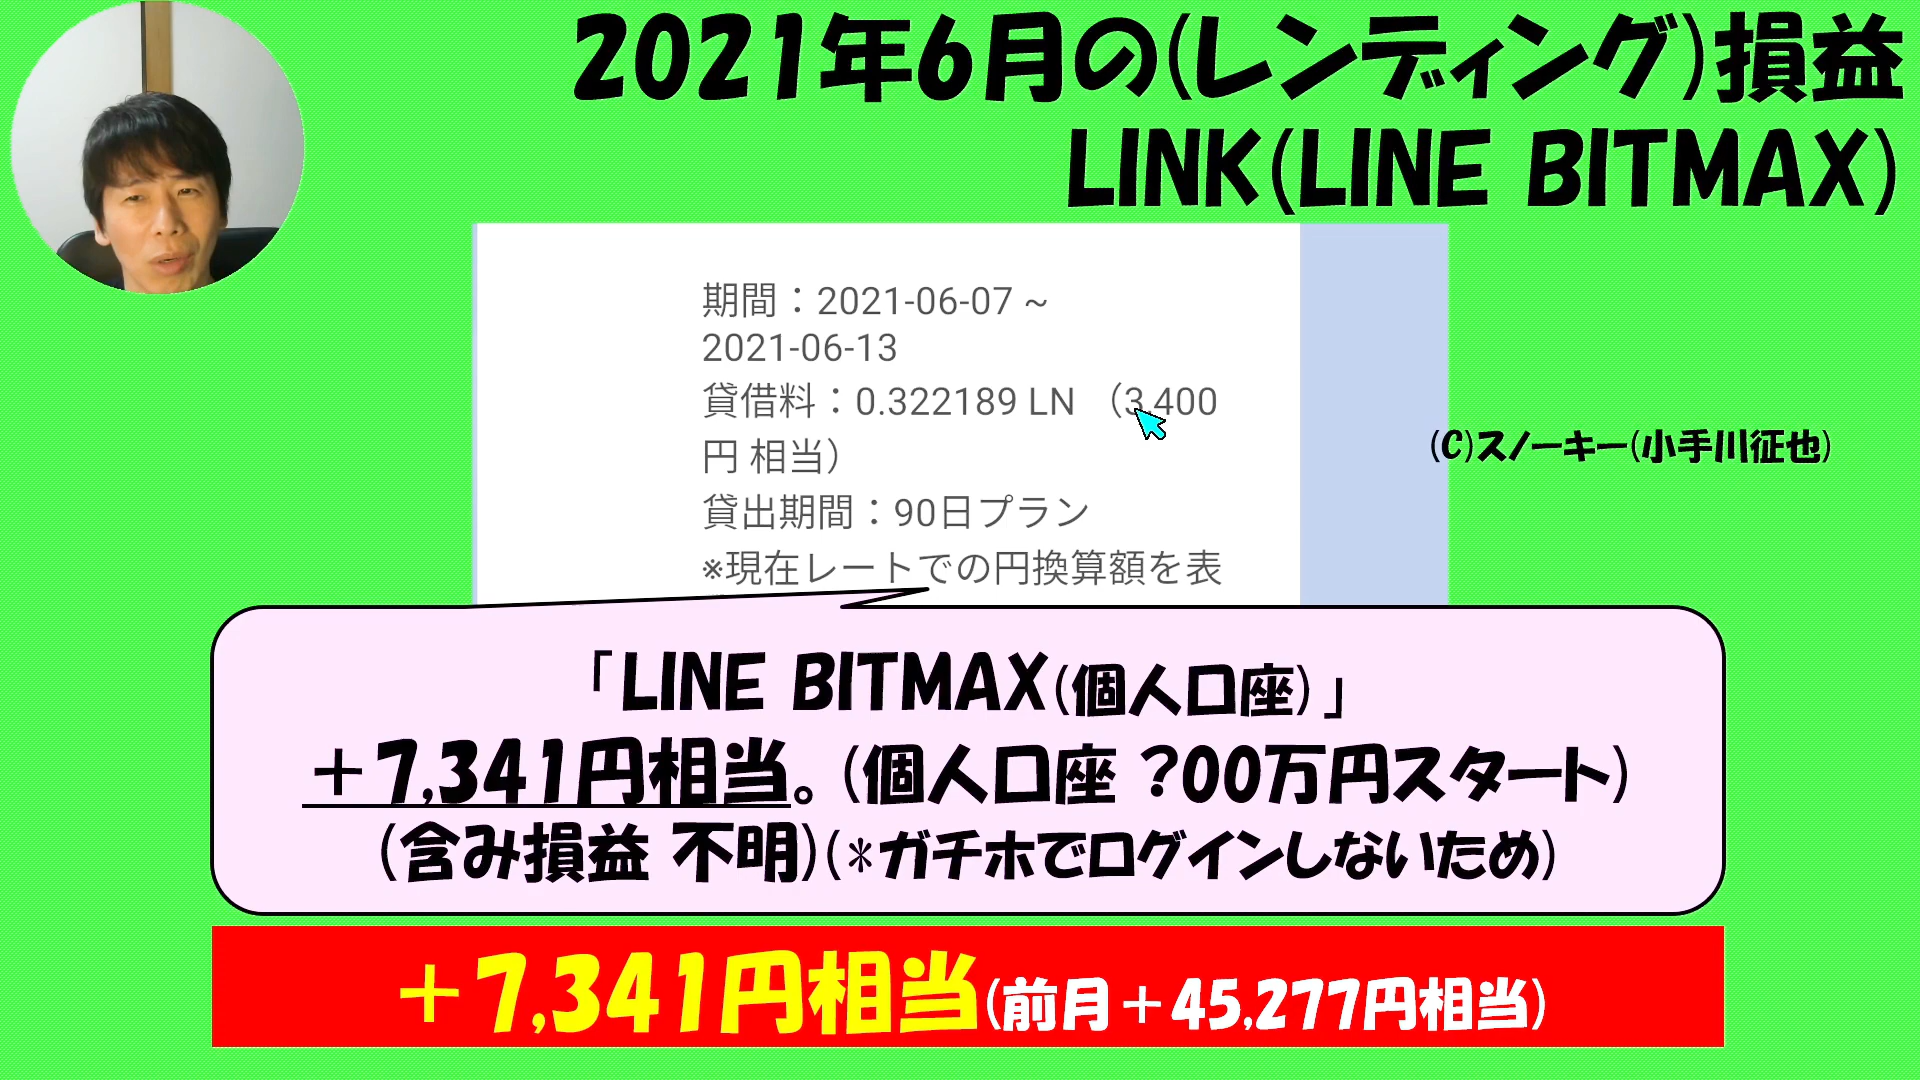 2021年6月の(レンディング)損益
LINK(LINE BITMAX)
期間：2021-06-07 ~
2021-06-13
貸借料：0.322189 LN （3,400
円 相当）
貸出期間：90日プラン
※現在レートでの円換算額を表
(C)スノーキー(小手川征也)
「LINE BITMAX(個人口座)」
＋7,341円相当。(個人口座 ?00万円スタート)
(含み損益 不明)(*ガチホでログインしないため)
＋7,341円相当(前月＋45,277円相当)